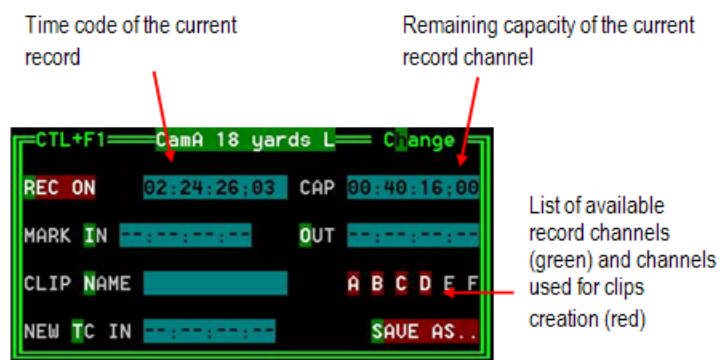 Time code of the current
record
Remaining capacity of the current
record channel
CTL+F1 CamA 18 yards L Change
REC ON 02:24:26;03 CAP 00:40:16;00
MARK IN --:--:--:-- OUT --:--:--:--
CLIP NAME A B C D E F
NEW TC IN --:--:--:-- SAVE AS..
List of available
record channels
(green) and channels
used for clips
creation (red)